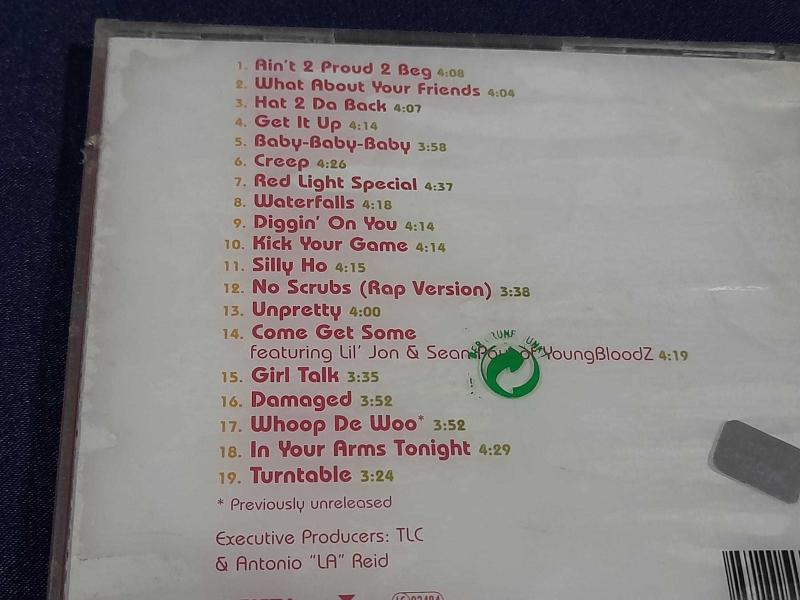 1. Ain't 2 Proud 2 Beg 4:08
2. What About Your Friends 4:04
3. Hat 2 Da Back 4:07
4. Get It Up 4:14
5. Baby-Baby-Baby 3:58
6. Creep 4:26
7. Red Light Special 4:37
8. Waterfalls 4:18
9. Diggin' On You 4:14
10. Kick Your Game 4:14
11. Silly Ho 4:15
12. No Scrubs (Rap Version) 3:38
13. Unpretty 4:00
14. Come Get Some
featuring Lil' Jon & Sean Paul of YoungBloodZ 4:19
15. Girl Talk 3:35
16. Damaged 3:52
17. Whoop De Woo* 3:52
18. In Your Arms Tonight 4:29
19. Turntable 3:24
* Previously unreleased
Executive Producers: TLC
& Antonio "LA" Reid